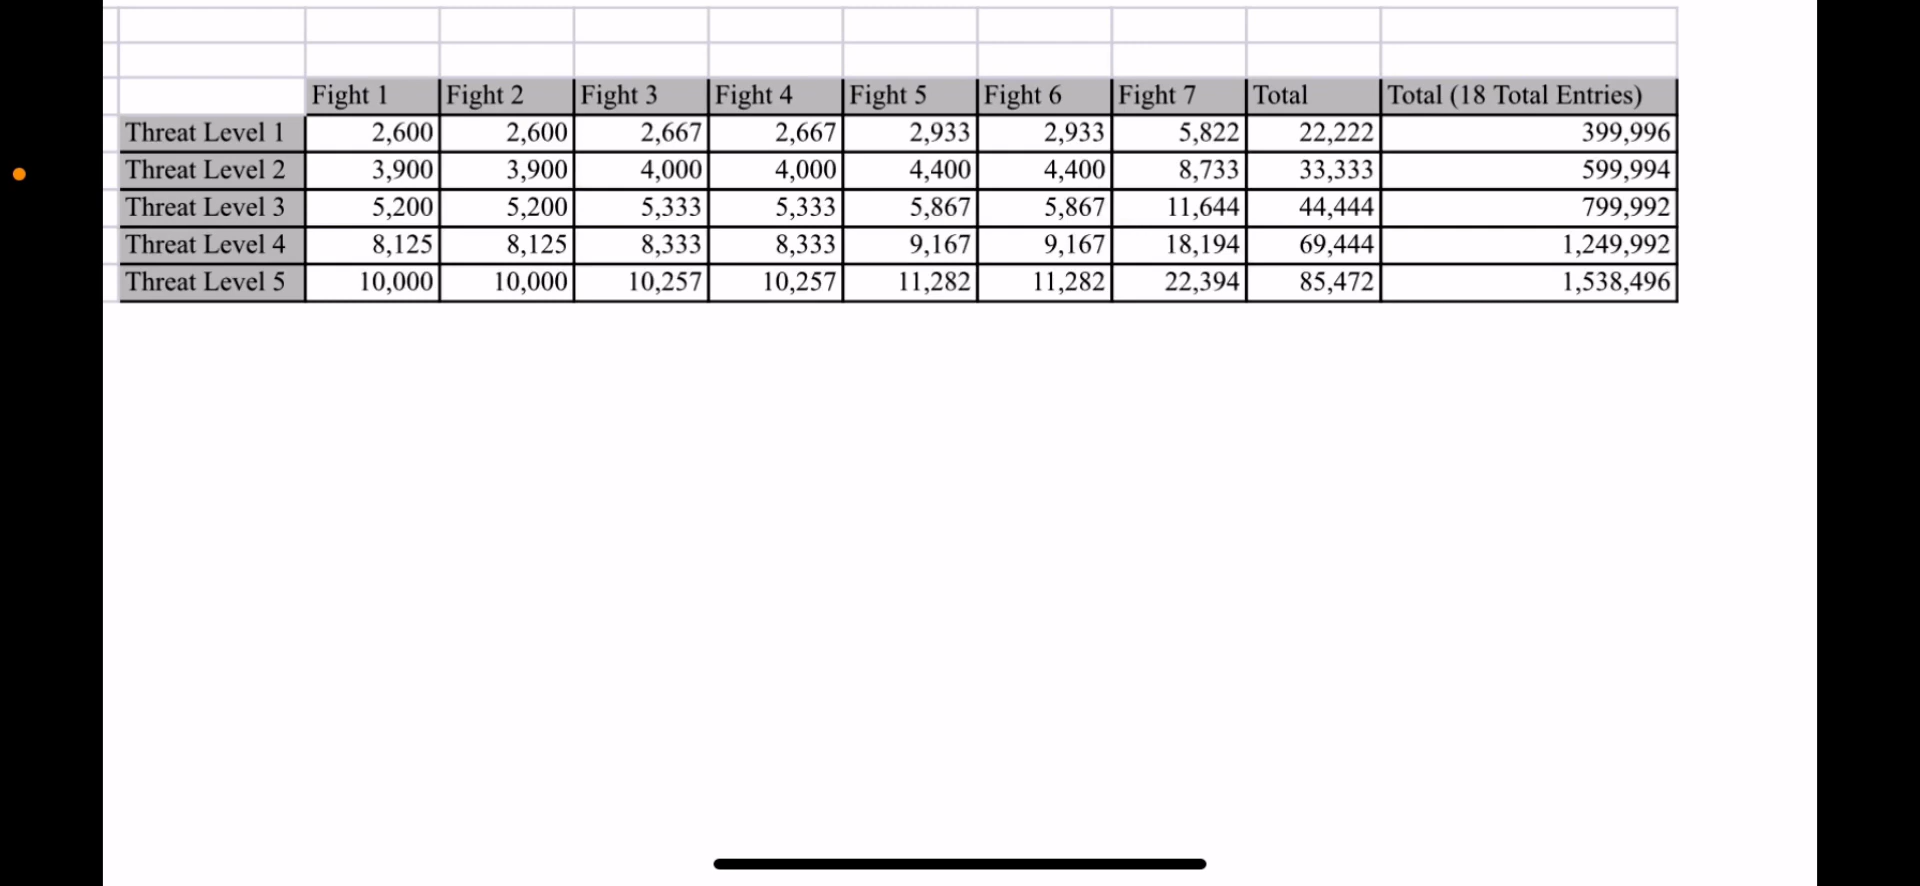 Fight 1 Fight 2 Fight 3 Fight 4 Fight 5 Fight 6 Fight 7 Total Total (18 Total Entries)
Threat Level 1 2,600 2,600 2,667 2,667 2,933 2,933 5,822 22,222 399,996
Threat Level 2 3,900 3,900 4,000 4,000 4,400 4,400 8,733 33,333 599,994
Threat Level 3 5,200 5,200 5,333 5,333 5,867 5,867 11,644 44,444 799,992
Threat Level 4 8,125 8,125 8,333 8,333 9,167 9,167 18,194 69,444 1,249,992
Threat Level 5 10,000 10,000 10,257 10,257 11,282 11,282 22,394 85,472 1,538,496